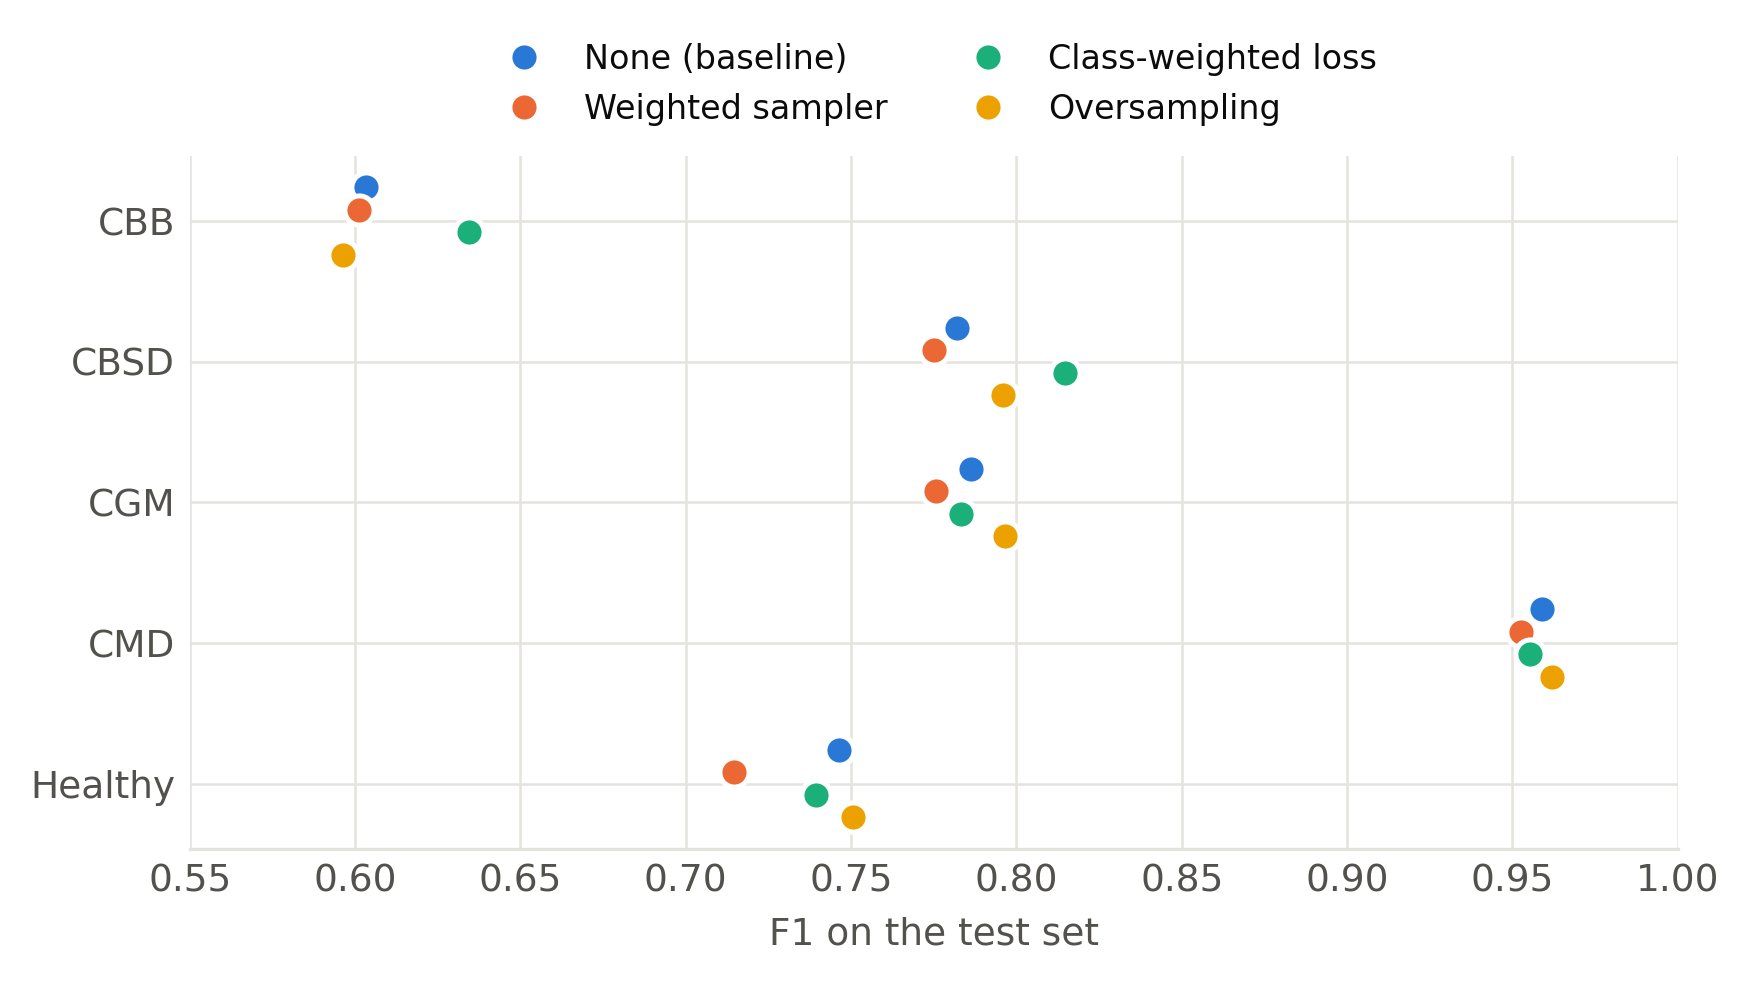 None (baseline)
Weighted sampler
Class-weighted loss
Oversampling
CBB
CBSD
CGM
CMD
Healthy
0.55 0.60 0.65 0.70 0.75 0.80 0.85 0.90 0.95 1.00
F1 on the test set